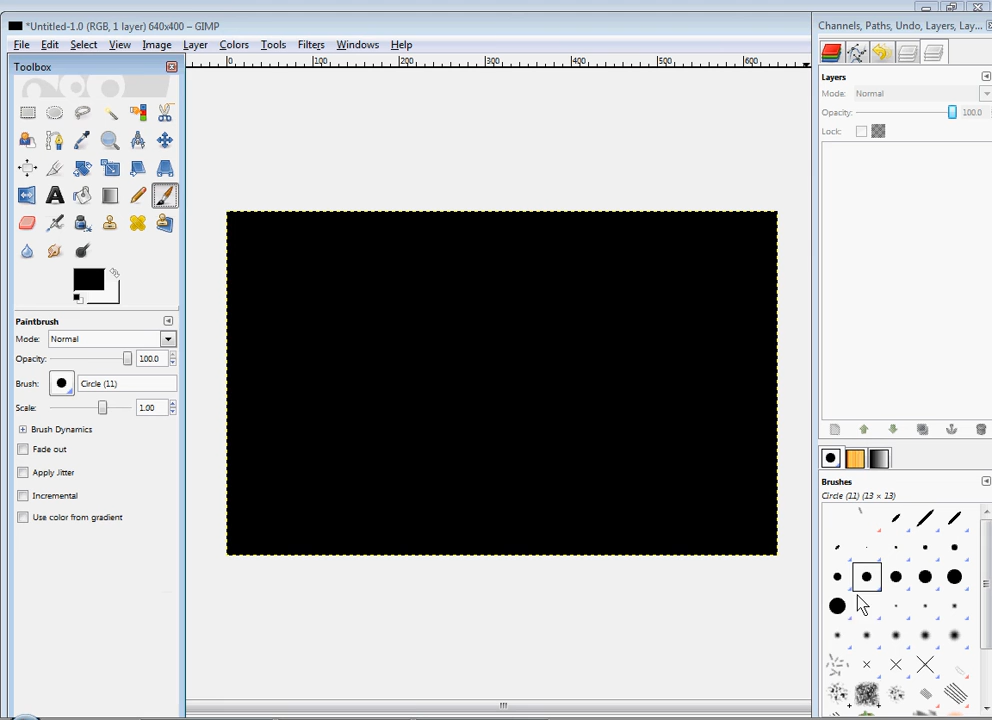 *Untitled-1.0 (RGB, 1 layer) 640x400 – GIMP
Channels, Paths, Undo, Layers, Lay...
File Edit Select View Image Layer Colors Tools Filters Windows Help
Toolbox
0 100 200 300 400 500 600
Layers
Mode: Normal
Opacity: 100.0
Lock:
Paintbrush
Mode: Normal
Opacity: 100.0
Brush: Circle (11)
Scale: 1.00
Brush Dynamics
Fade out
Apply Jitter
Incremental
Use color from gradient
Brushes
Circle (11) (13 × 13)